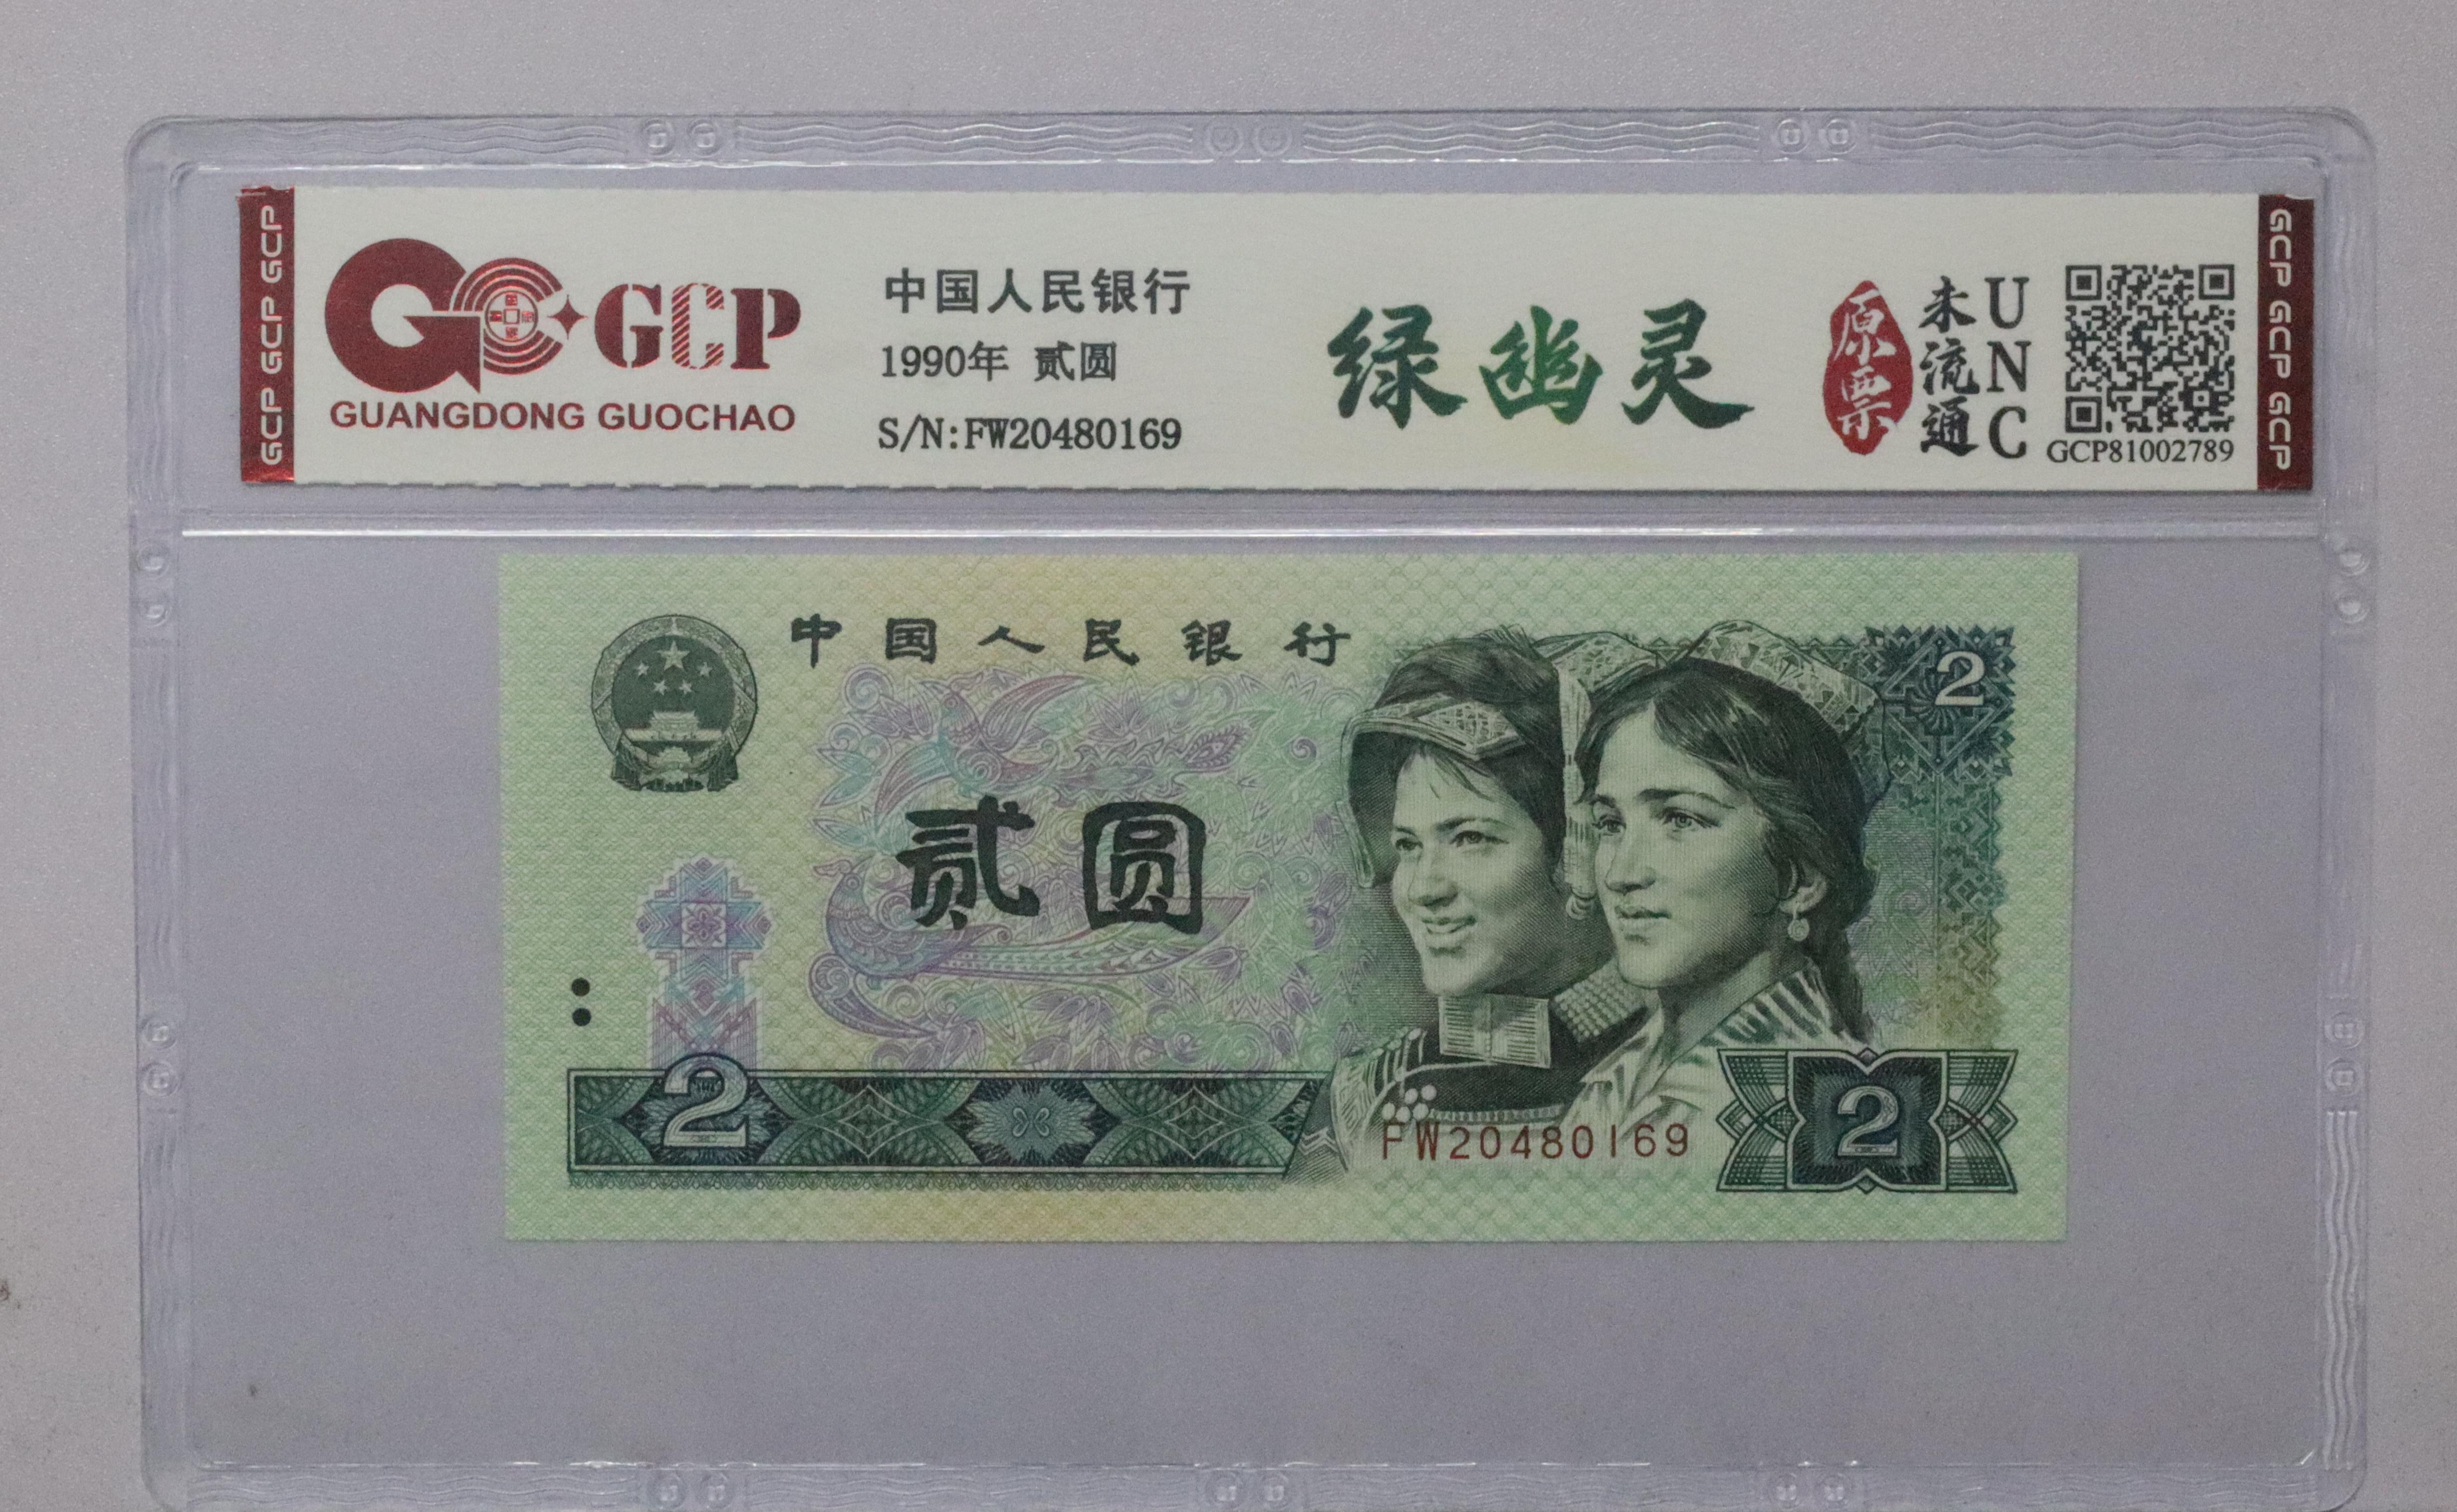 GCP GCP GCP
GCP
GUANGDONG GUOCHAO
中国人民银行
1990年 贰圆
S/N:FW20480169
绿幽灵
原票
未流通
UNC
GCP81002789
GCP GCP GCP
中国人民银行
2
贰圆
2
FW20480169
2